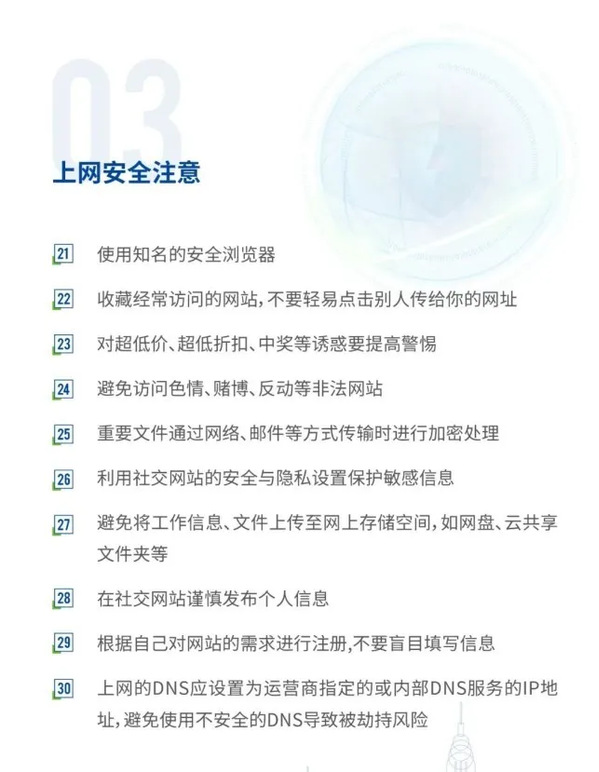 03
上网安全注意
21 使用知名的安全浏览器
22 收藏经常访问的网站，不要轻易点击别人传给你的网址
23 对超低价、超低折扣、中奖等诱惑要提高警惕
24 避免访问色情、赌博、反动等非法网站
25 重要文件通过网络、邮件等方式传输时进行加密处理
26 利用社交网站的安全与隐私设置保护敏感信息
27 避免将工作信息、文件上传至网上存储空间，如网盘、云共享
文件夹等
28 在社交网站谨慎发布个人信息
29 根据自己对网站的需求进行注册,不要盲目填写信息
30 上网的DNS应设置为运营商指定的或内部DNS服务的IP地
址，避免使用不安全的DNS导致被劫持风险